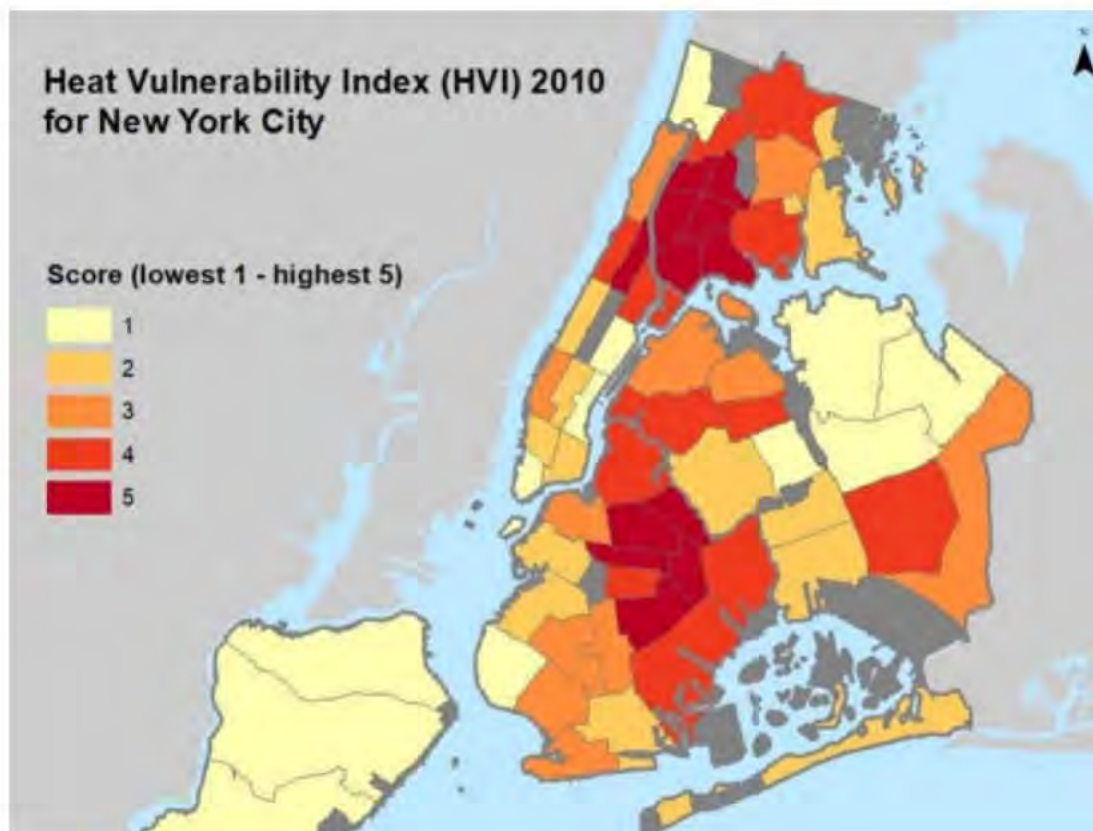 Heat Vulnerability Index (HVI) 2010
for New York City
Score (lowest 1 - highest 5)
1
2
3
4
5